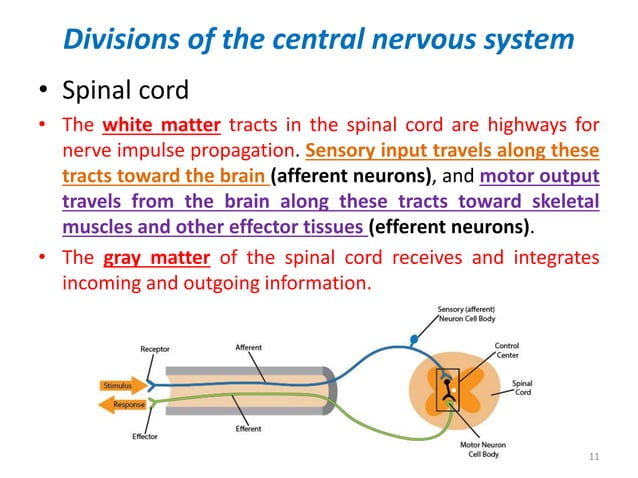 Divisions of the central nervous system
• Spinal cord
• The white matter tracts in the spinal cord are highways for
nerve impulse propagation. Sensory input travels along these
tracts toward the brain (afferent neurons), and motor output
travels from the brain along these tracts toward skeletal
muscles and other effector tissues (efferent neurons).
• The gray matter of the spinal cord receives and integrates
incoming and outgoing information.
Sensory (afferent)
Neuron Cell Body
Receptor
Afferent
Control
Center
Stimulus
Response
Spinal
Cord
Effector
Efferent
Motor Neuron
Cell Body
11